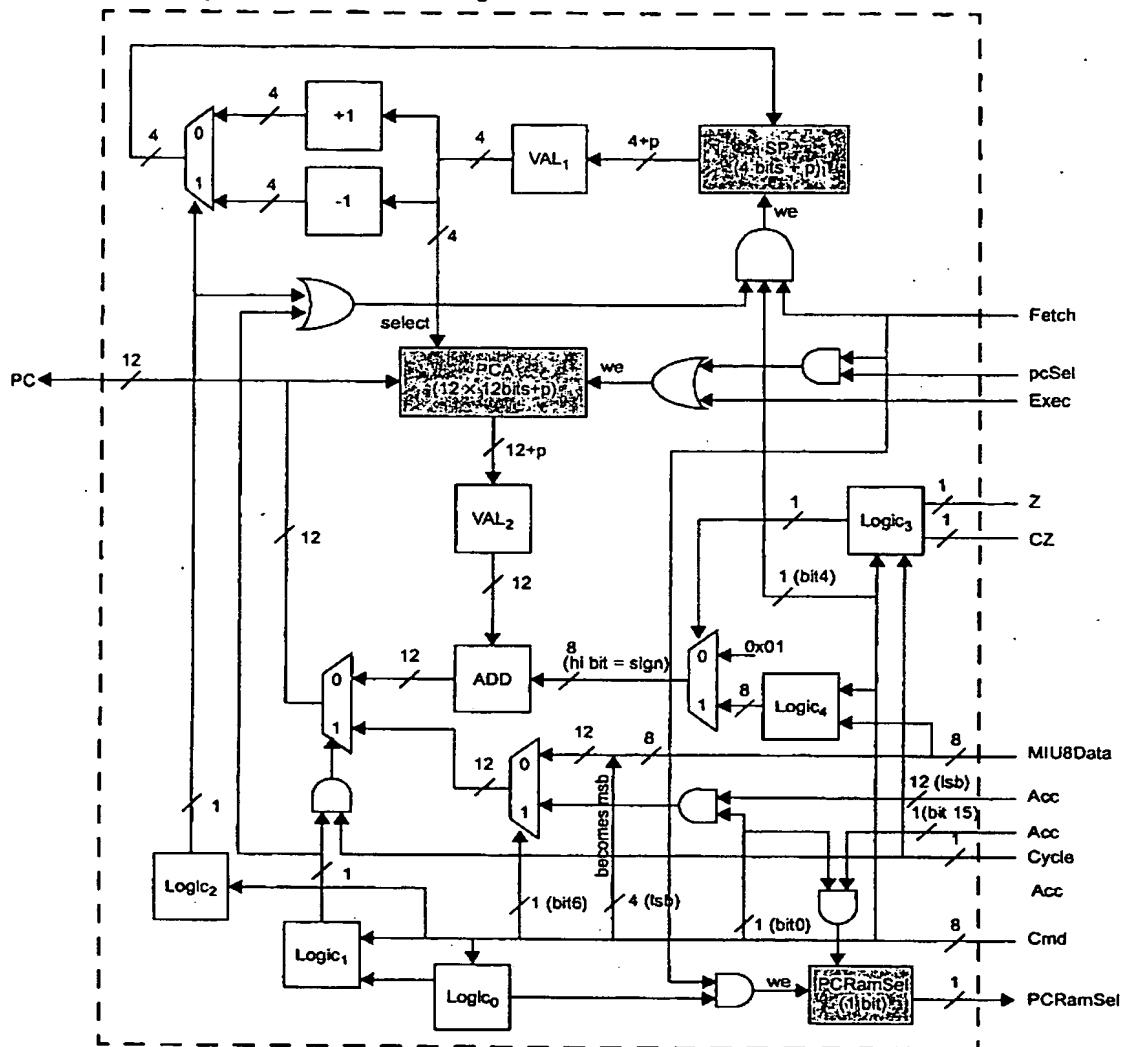 4
+1
4
0
4
1
4
-1
VAL1
4+p
SP
(4 bits + p)
4
we
select
Fetch
pcSel
Exec
PC
12
PCA
(12 × 12bits+p)
we
12+p
VAL2
12
12
1
Logic3
1
Z
1
CZ
1 (bit4)
0
1
0x01
8
(hi bit = sign)
ADD
12
0
1
8
Logic4
12
8
8
MIU8Data
12
0
1
becomes msb
12 (lsb)
Acc
1(bit 15)
Acc
1
Cycle
Acc
1
Logic2
1
1 (bit6)
4 (lsb)
1 (bit0)
8
Cmd
Logic1
Logic0
we
PCRamSel
(1 bit)
1
PCRamSel